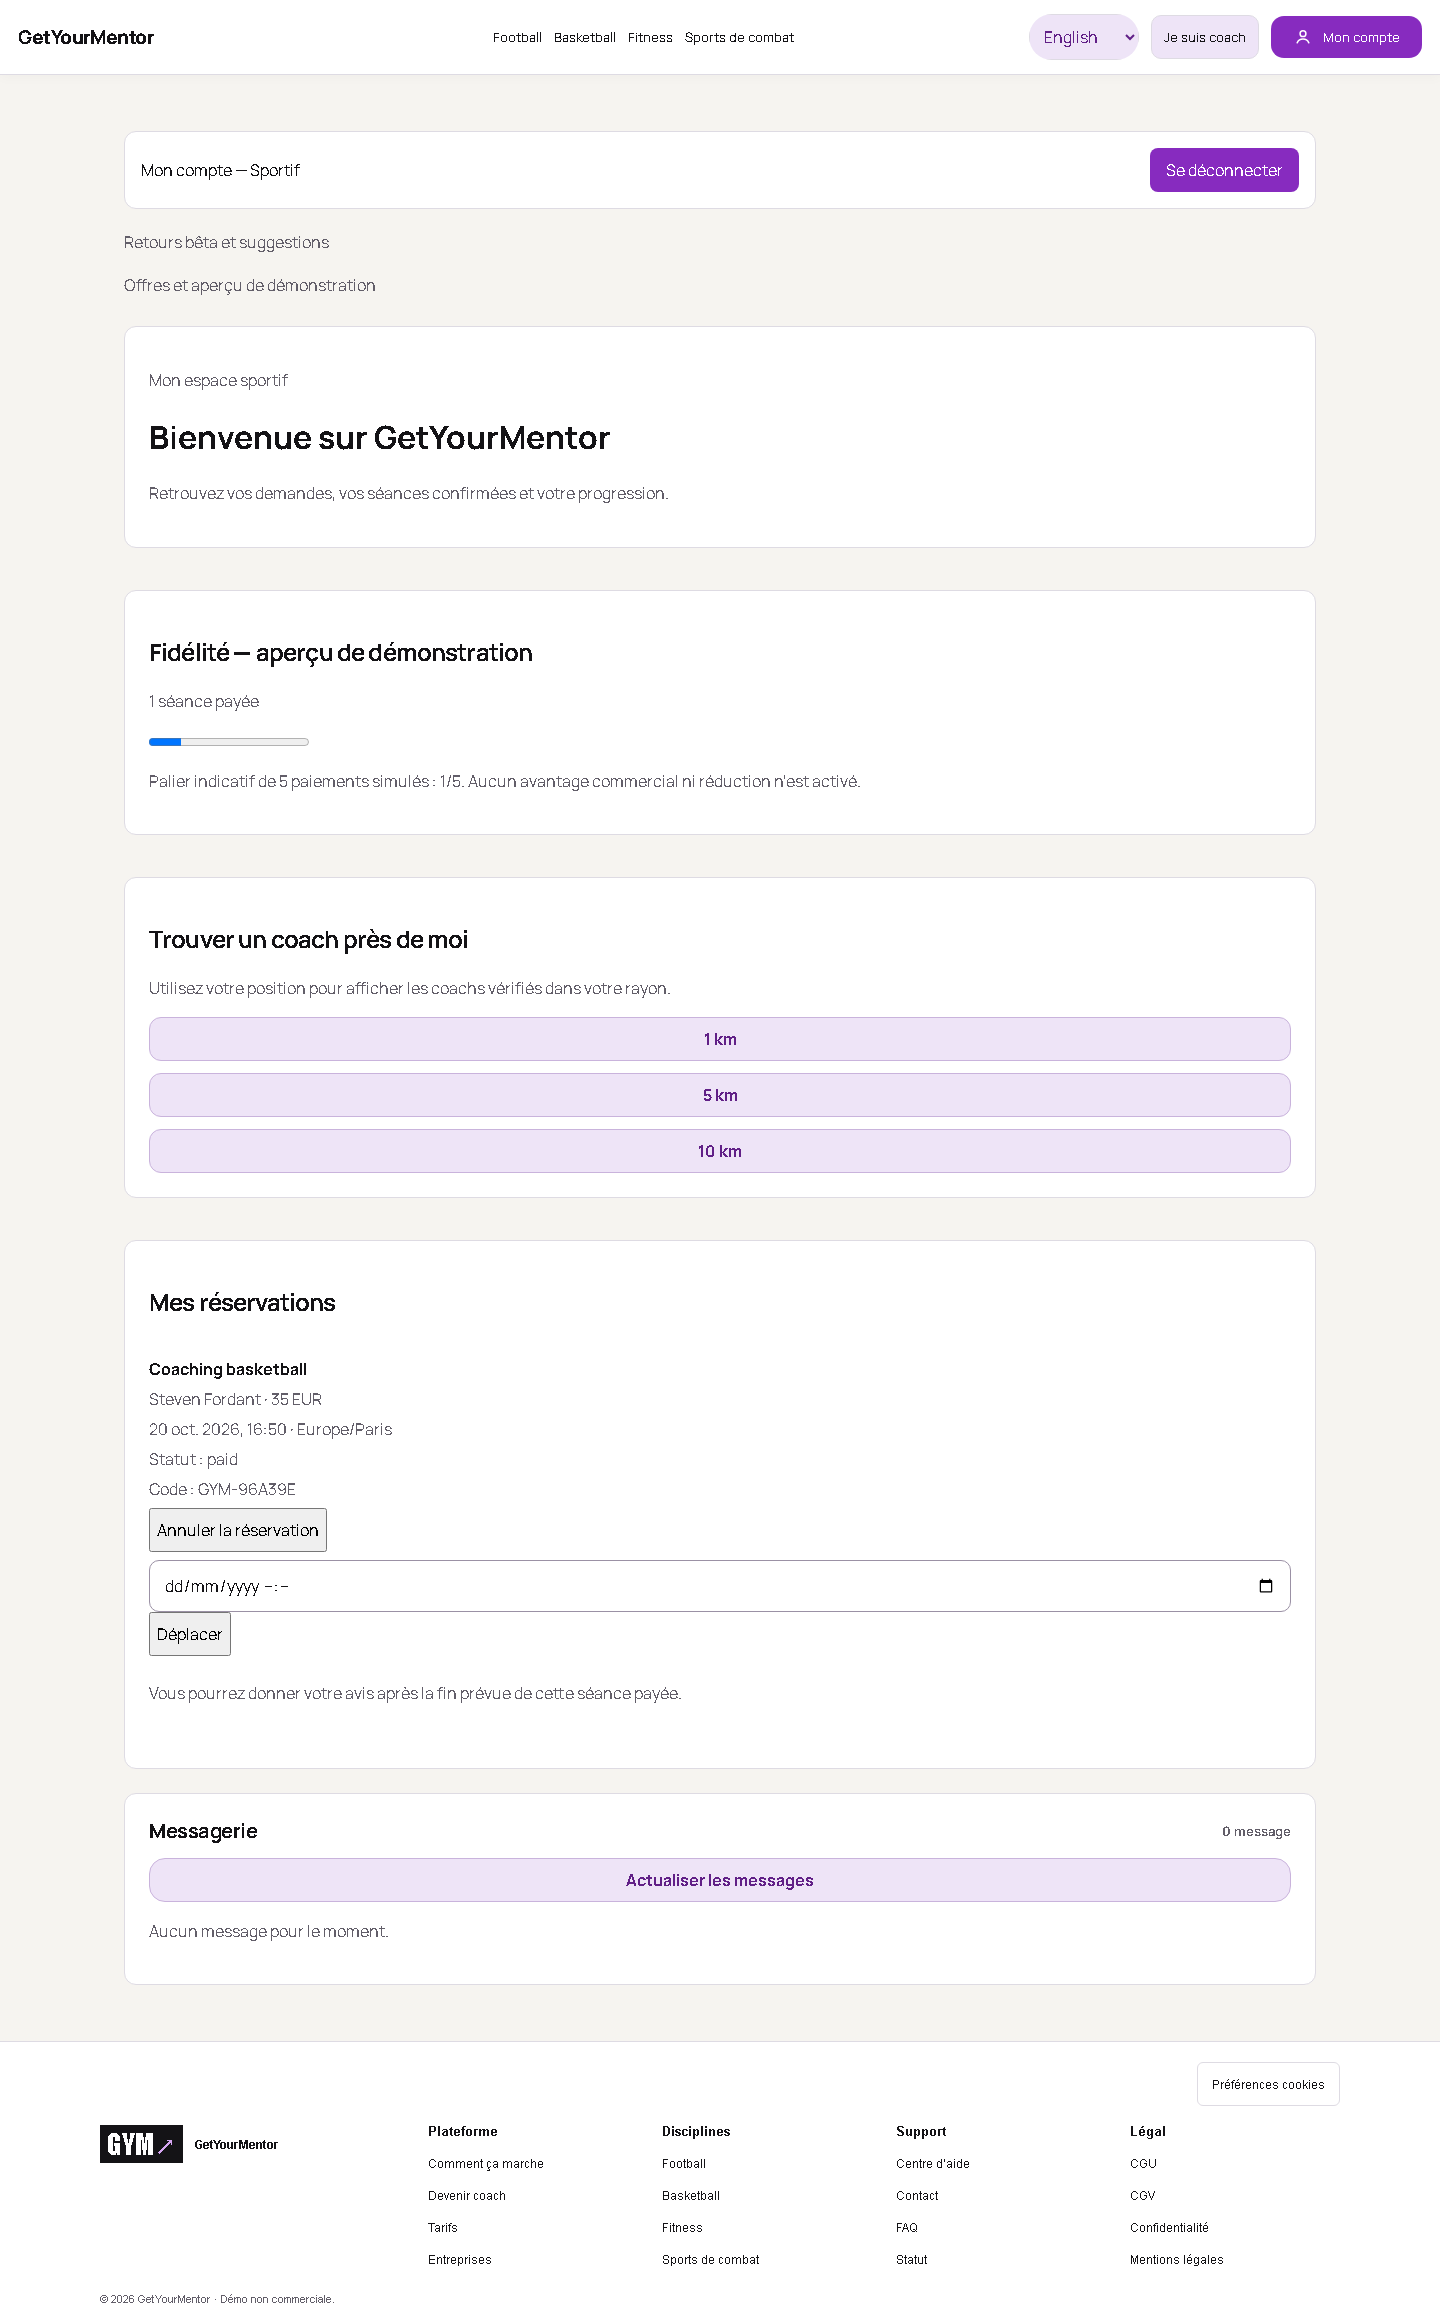 GetYourMentor
Football Basketball Fitness Sports de combat
English
Je suis coach
Mon compte
Mon compte — Sportif
Se déconnecter
Retours bêta et suggestions
Offres et aperçu de démonstration
Mon espace sportif
Bienvenue sur GetYourMentor
Retrouvez vos demandes, vos séances confirmées et votre progression.
Fidélité — aperçu de démonstration
1 séance payée
Palier indicatif de 5 paiements simulés : 1/5. Aucun avantage commercial ni réduction n'est activé.
Trouver un coach près de moi
Utilisez votre position pour afficher les coachs vérifiés dans votre rayon.
1 km
5 km
10 km
Mes réservations
Coaching basketball
Steven Fordant · 35 EUR
20 oct. 2026, 16:50 · Europe/Paris
Statut : paid
Code : GYM-96A39E
Annuler la réservation
dd/mm/yyyy --:--
Déplacer
Vous pourrez donner votre avis après la fin prévue de cette séance payée.
Messagerie
0 message
Actualiser les messages
Aucun message pour le moment.
Préférences cookies
GYM
GetYourMentor
Plateforme
Comment ça marche
Devenir coach
Tarifs
Entreprises
Disciplines
Football
Basketball
Fitness
Sports de combat
Support
Centre d'aide
Contact
FAQ
Statut
Légal
CGU
CGV
Confidentialité
Mentions légales
© 2026 GetYourMentor · Démo non commerciale.